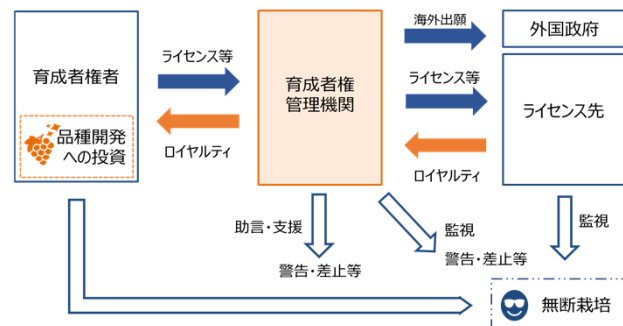 海外出願
外国政府
育成者権者
ライセンス等
育成者権
管理機関
ライセンス等
ライセンス先
品種開発
への投資
ロイヤルティ
ロイヤルティ
助言・支援
監視
監視
警告・差止等
警告・差止等
無断栽培